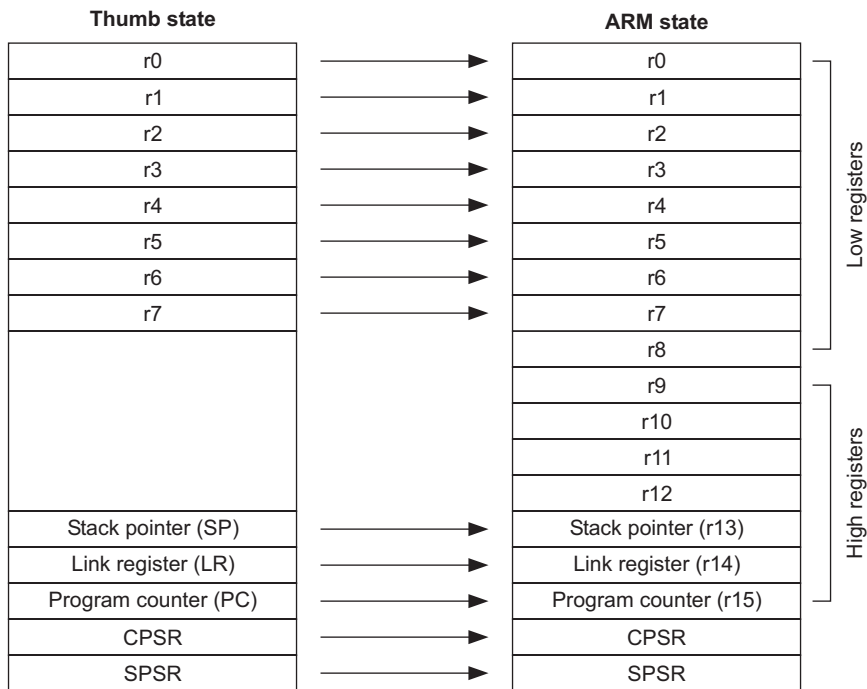 Thumb state
ARM state
r0
r0
r1
r1
r2
r2
r3
r3
r4
r4
r5
r5
r6
r6
r7
r7
r8
r9
r10
r11
r12
Stack pointer (SP)
Stack pointer (r13)
Link register (LR)
Link register (r14)
Program counter (PC)
Program counter (r15)
CPSR
CPSR
SPSR
SPSR
Low registers
High registers